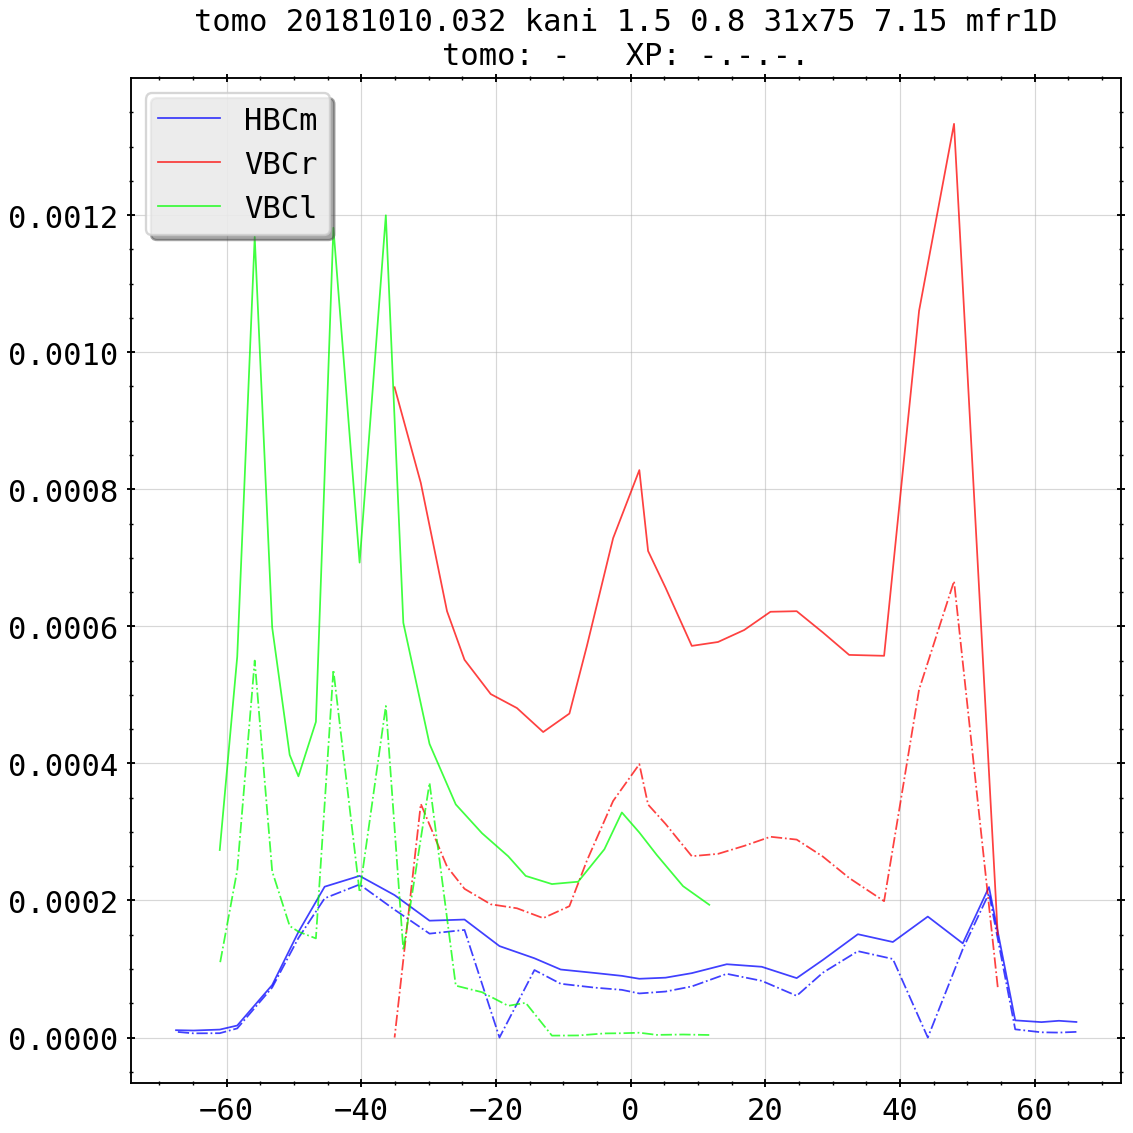 tomo 20181010.032 kani 1.5 0.8 31x75 7.15 mfr1D
tomo: -   XP: -.-.-.
HBCm
VBCr
VBCl
0.0012
0.0010
0.0008
0.0006
0.0004
0.0002
0.0000
−60 −40 −20 0 20 40 60